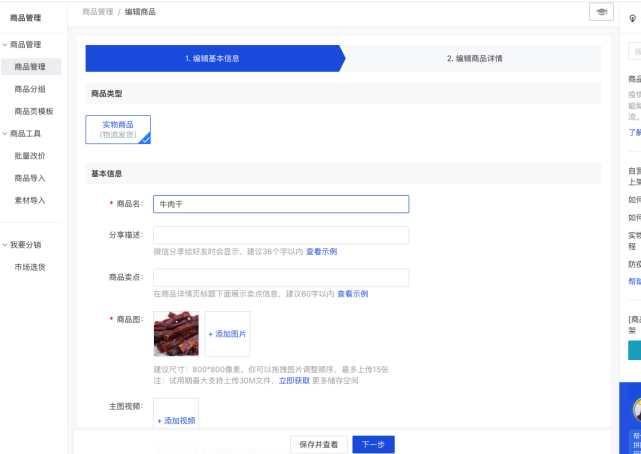 商品管理
商品管理 / 编辑商品
商品管理
商品管理
商品分组
商品页模板
商品工具
批量改价
商品导入
素材导入
我要分销
市场选货
1. 编辑基本信息
2. 编辑商品详情
商品类型
实物商品
(物流发货)
基本信息
* 商品名: 牛肉干
分享描述:
微信分享给好友时会显示, 建议36个字以内 查看示例
商品卖点:
在商品详情页标题下面展示卖点信息, 建议60字以内 查看示例
* 商品图:
+ 添加图片
建议尺寸: 800*800像素, 你可以拖拽图片调整顺序, 最多上传15张
注: 试用期最大支持上传30M文件, 立即获取 更多储存空间
主图视频:
+ 添加视频
保存并查看
下一步
流。
上架
如何
如何
实物
程
帮助
[商品
架